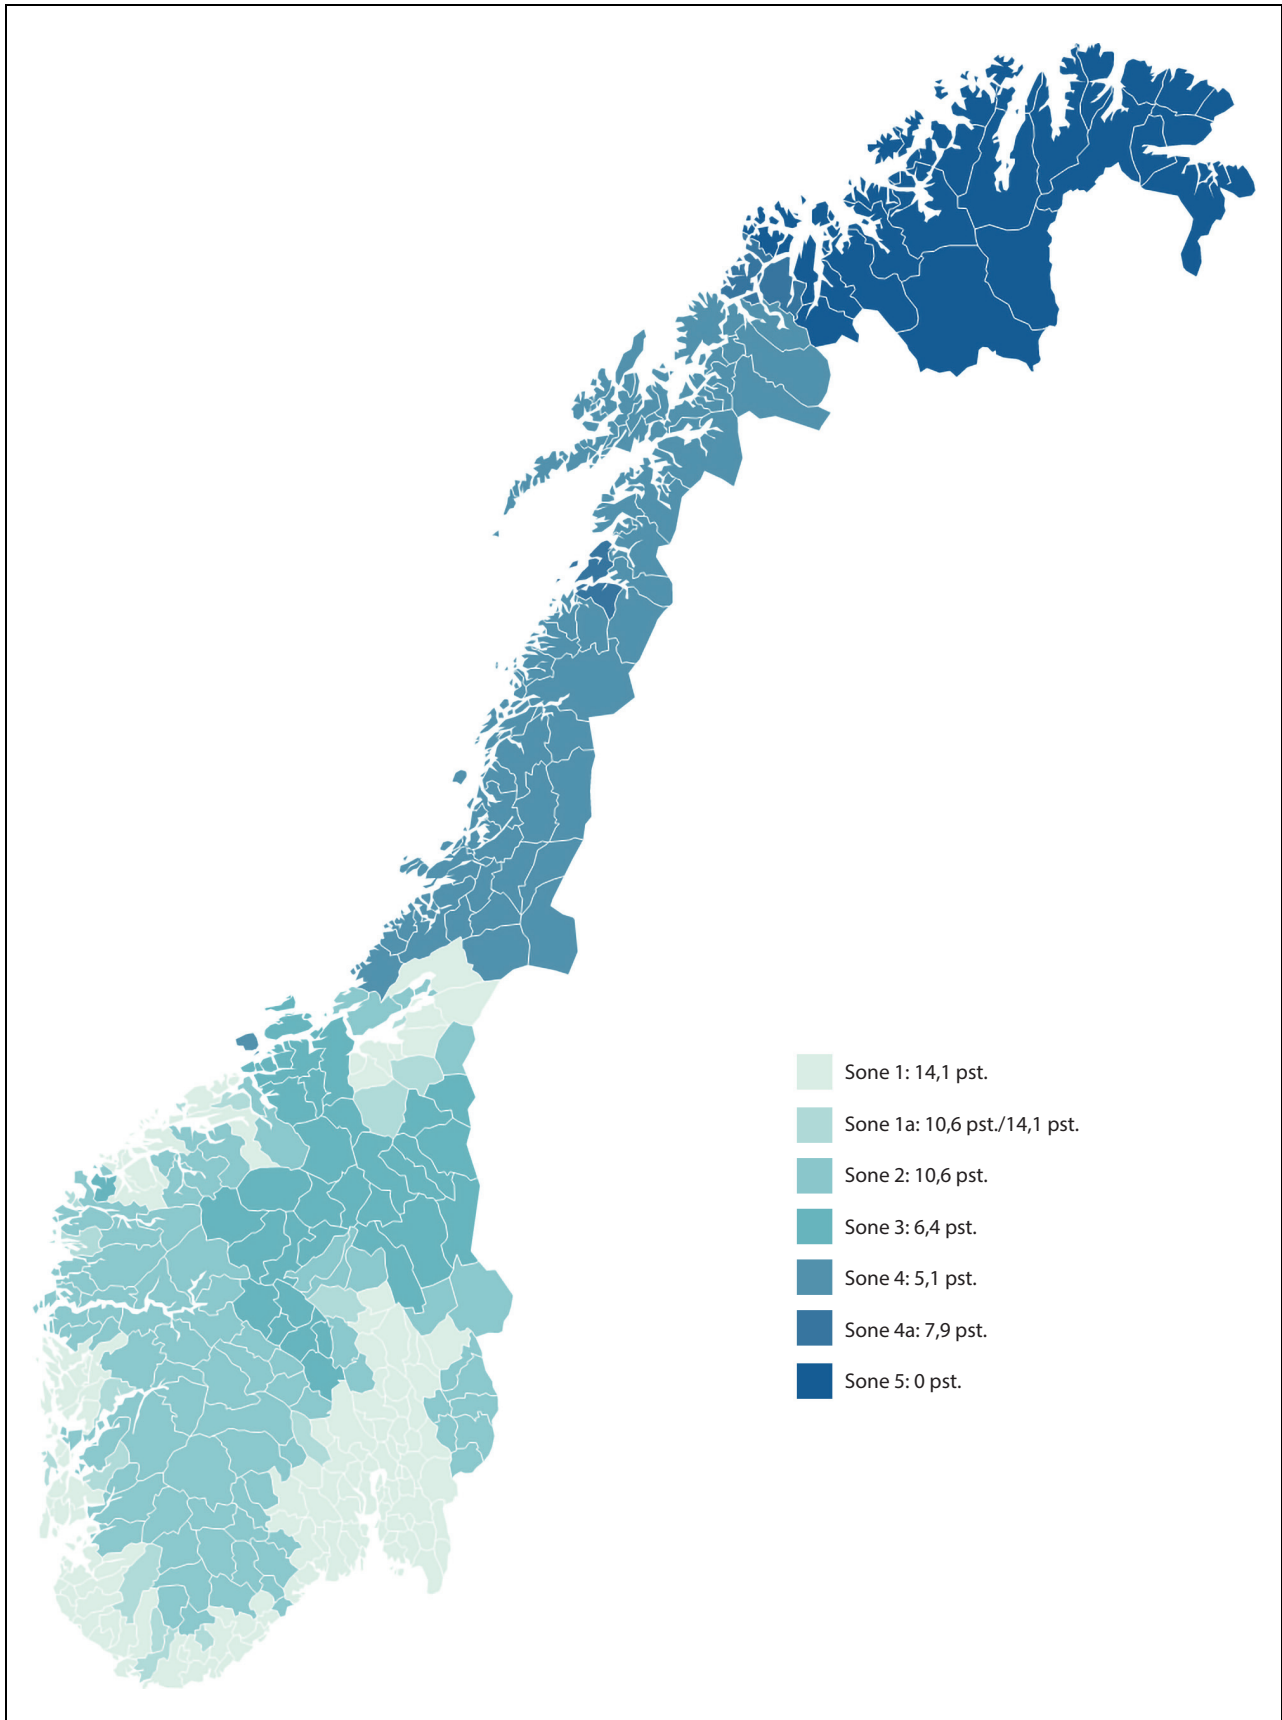 Sone 1: 14,1 pst.
Sone 1a: 10,6 pst./14,1 pst.
Sone 2: 10,6 pst.
Sone 3: 6,4 pst.
Sone 4: 5,1 pst.
Sone 4a: 7,9 pst.
Sone 5: 0 pst.